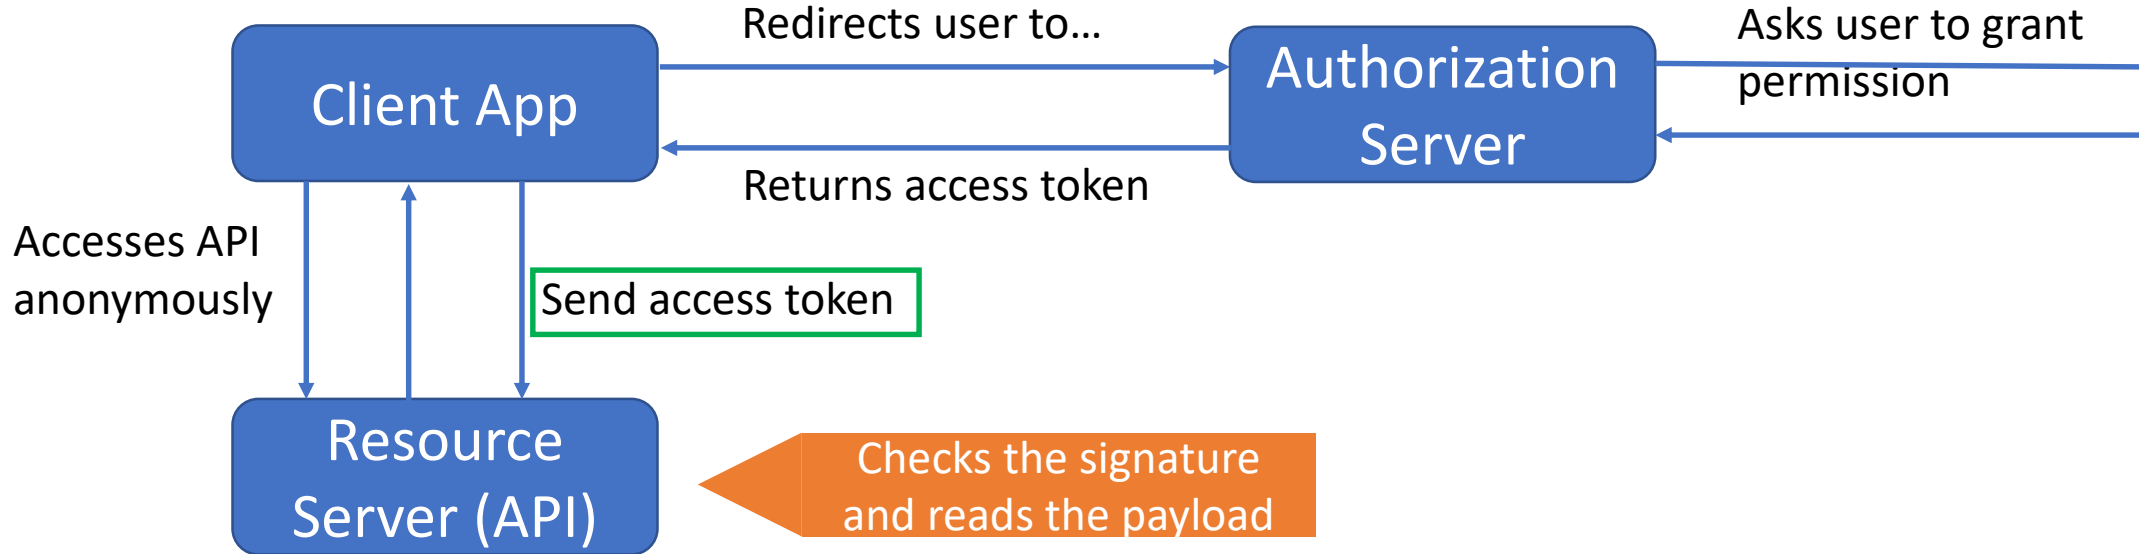 Redirects user to…
Asks user to grant
permission
Client App
Authorization
Server
Returns access token
Accesses API
anonymously
Send access token
Resource
Server (API)
Checks the signature
and reads the payload